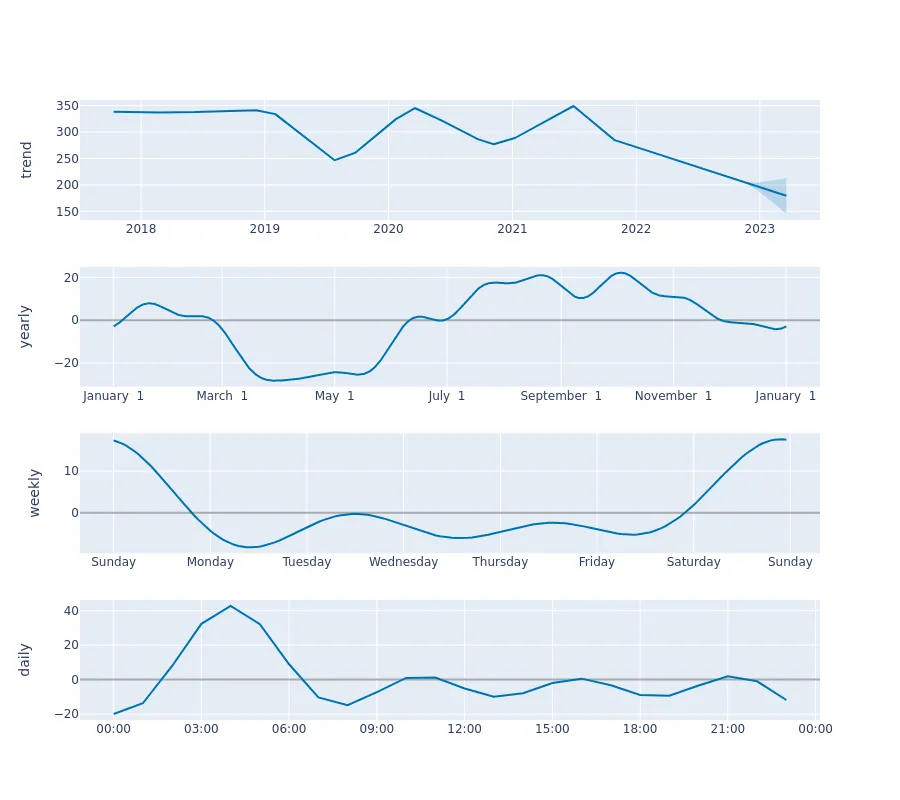 trend
350
300
250
200
150
2018 2019 2020 2021 2022 2023
yearly
20
0
−20
January 1 March 1 May 1 July 1 September 1 November 1 January 1
weekly
10
0
Sunday Monday Tuesday Wednesday Thursday Friday Saturday Sunday
daily
40
20
0
−20
00:00 03:00 06:00 09:00 12:00 15:00 18:00 21:00 00:00